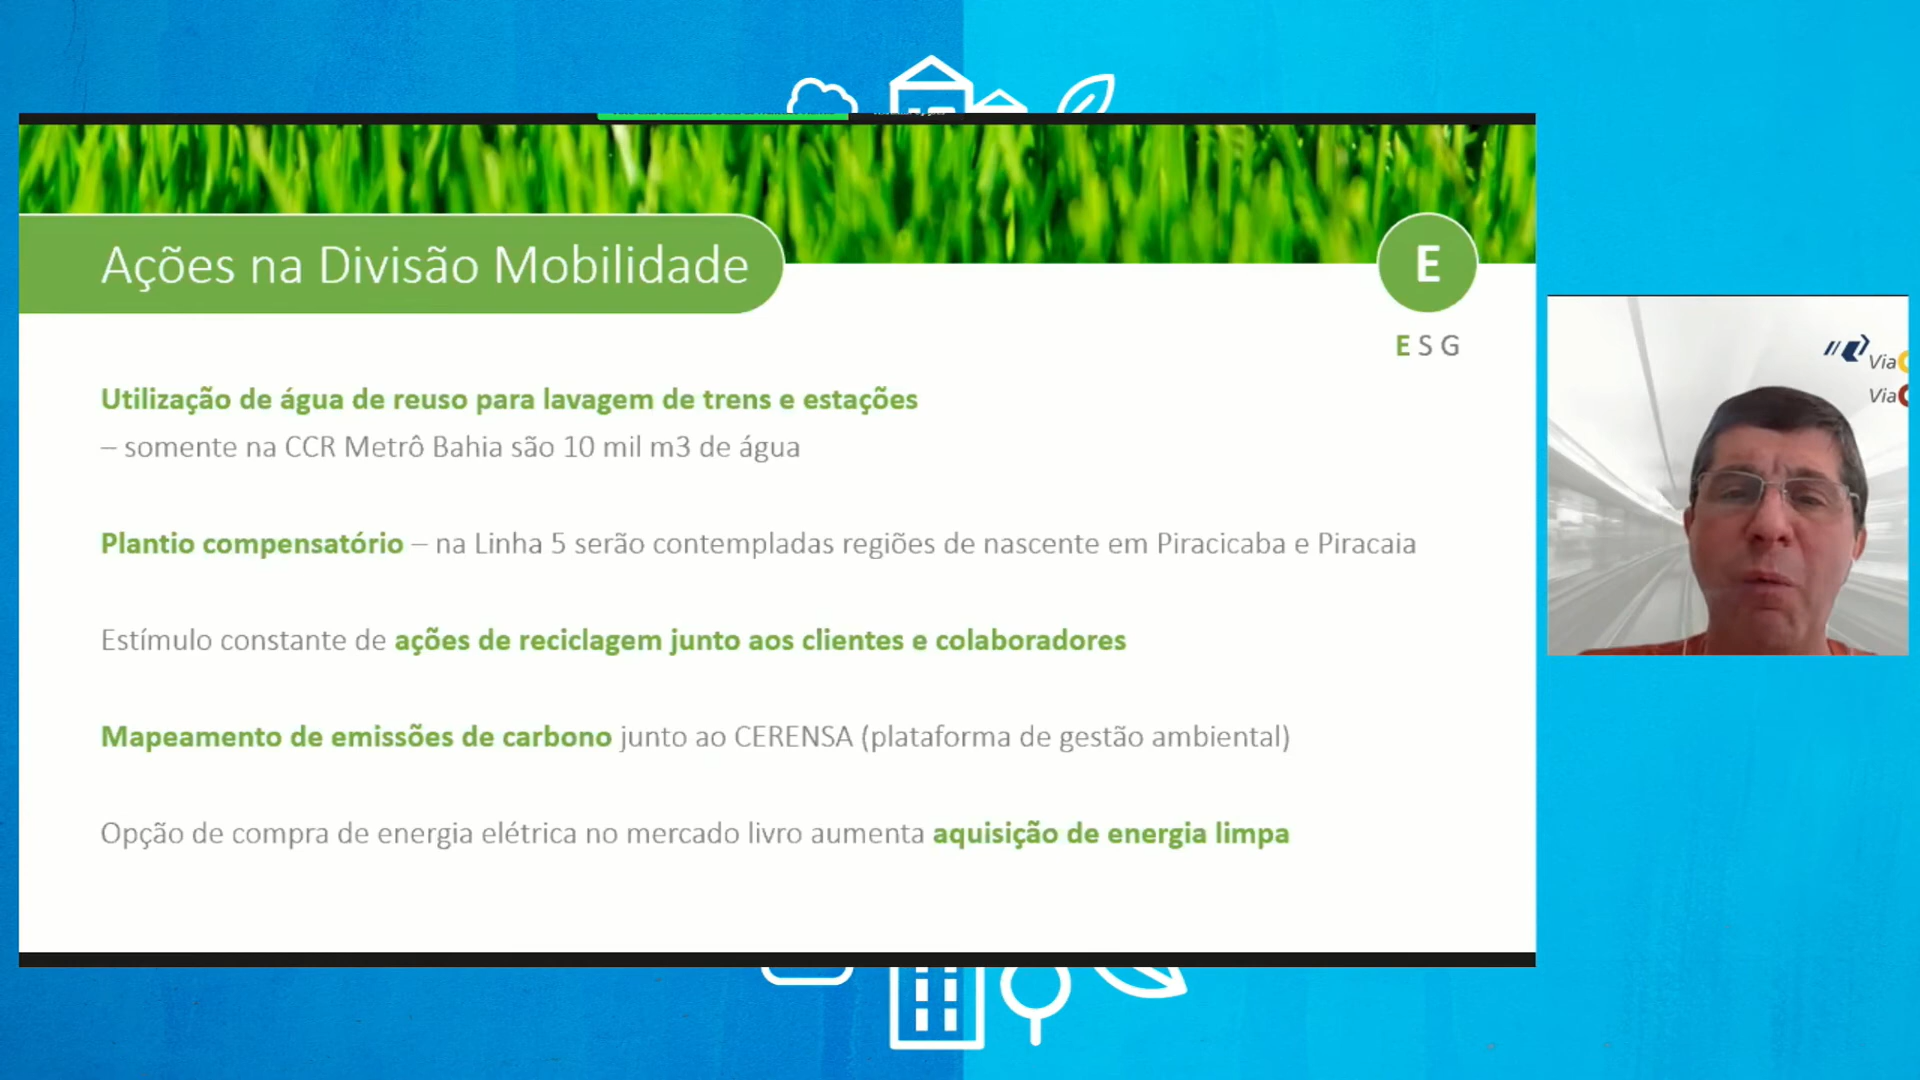 Ações na Divisão Mobilidade
E
E S G
Utilização de água de reuso para lavagem de trens e estações
– somente na CCR Metrô Bahia são 10 mil m3 de água
Plantio compensatório – na Linha 5 serão contempladas regiões de nascente em Piracicaba e Piracaia
Estímulo constante de ações de reciclagem junto aos clientes e colaboradores
Mapeamento de emissões de carbono junto ao CERENSA (plataforma de gestão ambiental)
Opção de compra de energia elétrica no mercado livro aumenta aquisição de energia limpa
Via
Via